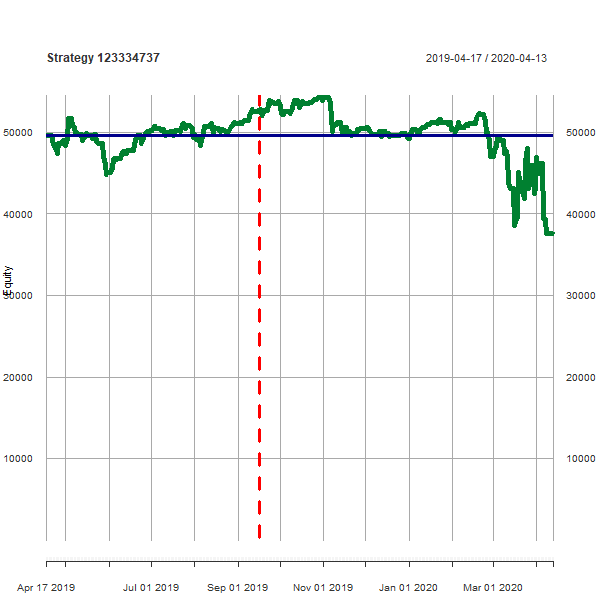 Strategy 123334737
2019-04-17 / 2020-04-13
50000 50000
40000 40000
Equity
30000 30000
20000 20000
10000 10000
Apr 17 2019 Jul 01 2019 Sep 01 2019 Nov 01 2019 Jan 01 2020 Mar 01 2020